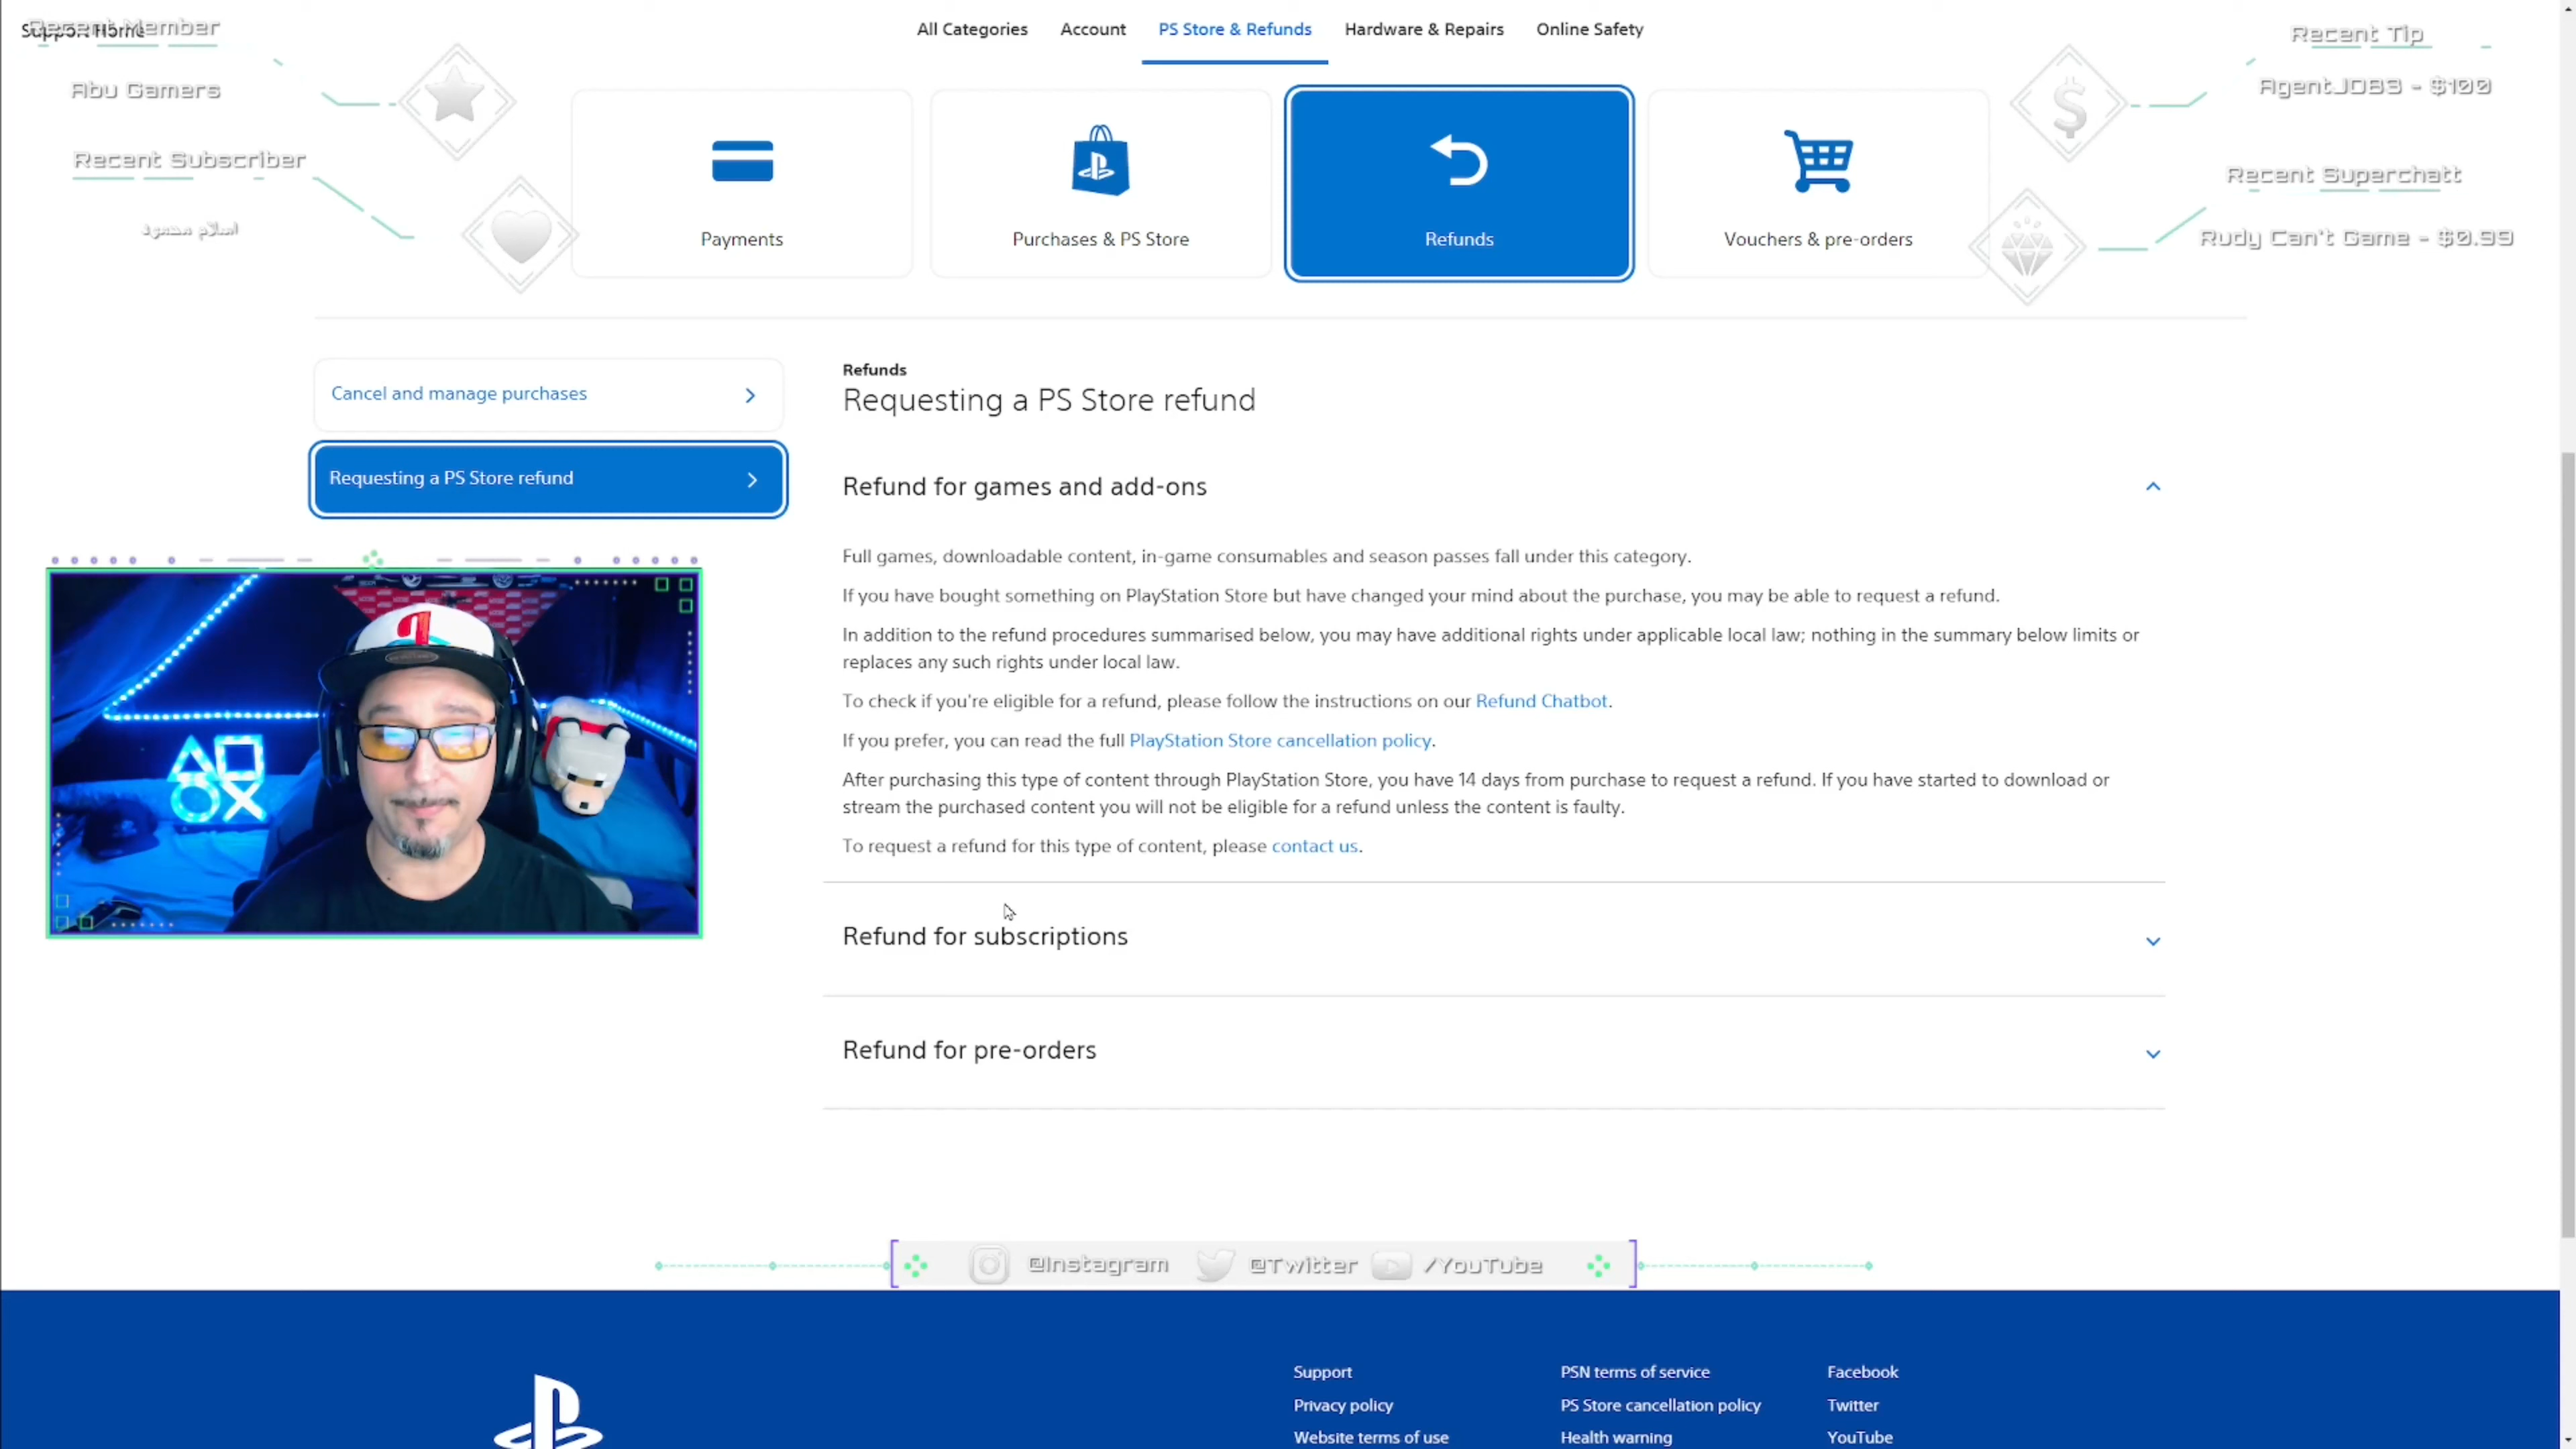 Support Home
Recent Member
All Categories
Account
PS Store & Refunds
Hardware & Repairs
Online Safety
Recent Tip
Abu Gamers
AgentJDB3 - $100
Recent Subscriber
Recent Superchatt
اسلام محمود
Rudy Can't Game - $0.99
Payments
Purchases & PS Store
Refunds
Vouchers & pre-orders
Cancel and manage purchases
Requesting a PS Store refund
Refunds
Requesting a PS Store refund
Refund for games and add-ons
Full games, downloadable content, in-game consumables and season passes fall under this category.
If you have bought something on PlayStation Store but have changed your mind about the purchase, you may be able to request a refund.
In addition to the refund procedures summarised below, you may have additional rights under applicable local law; nothing in the summary below limits or
replaces any such rights under local law.
To check if you're eligible for a refund, please follow the instructions on our Refund Chatbot.
If you prefer, you can read the full PlayStation Store cancellation policy.
After purchasing this type of content through PlayStation Store, you have 14 days from purchase to request a refund. If you have started to download or
stream the purchased content you will not be eligible for a refund unless the content is faulty.
To request a refund for this type of content, please contact us.
Refund for subscriptions
Refund for pre-orders
@Instagram
@Twitter
/YouTube
Support
PSN terms of service
Facebook
Privacy policy
PS Store cancellation policy
Twitter
Website terms of use
Health warning
YouTube